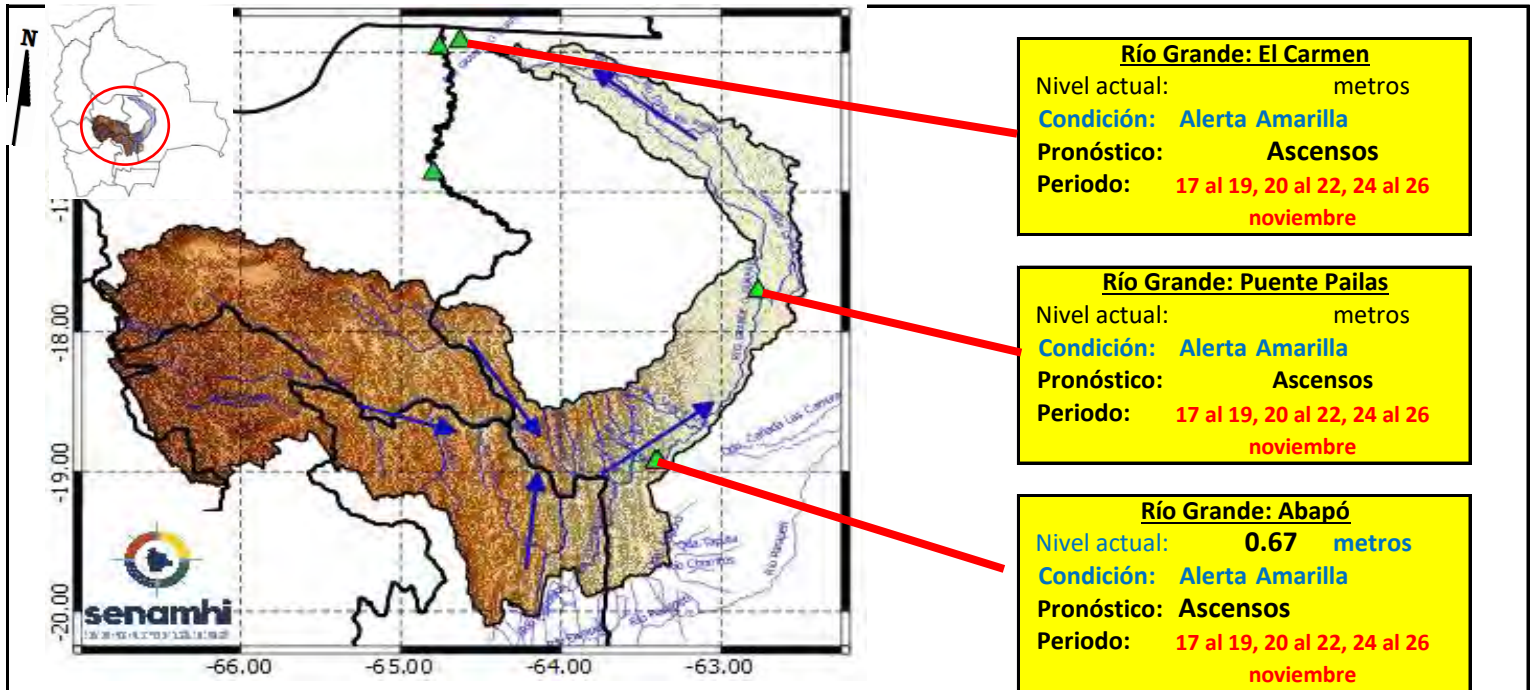 N
-17
-18.00
-19.00
-20.00
-66.00
-65.00
-64.00
-63.00
senamhi
Río Grande: El Carmen
Nivel actual: metros
Condición: Alerta Amarilla
Pronóstico: Ascensos
Periodo: 17 al 19, 20 al 22, 24 al 26
noviembre
Río Grande: Puente Pailas
Nivel actual: metros
Condición: Alerta Amarilla
Pronóstico: Ascensos
Periodo: 17 al 19, 20 al 22, 24 al 26
noviembre
Río Grande: Abapó
Nivel actual: 0.67 metros
Condición: Alerta Amarilla
Pronóstico: Ascensos
Periodo: 17 al 19, 20 al 22, 24 al 26
noviembre